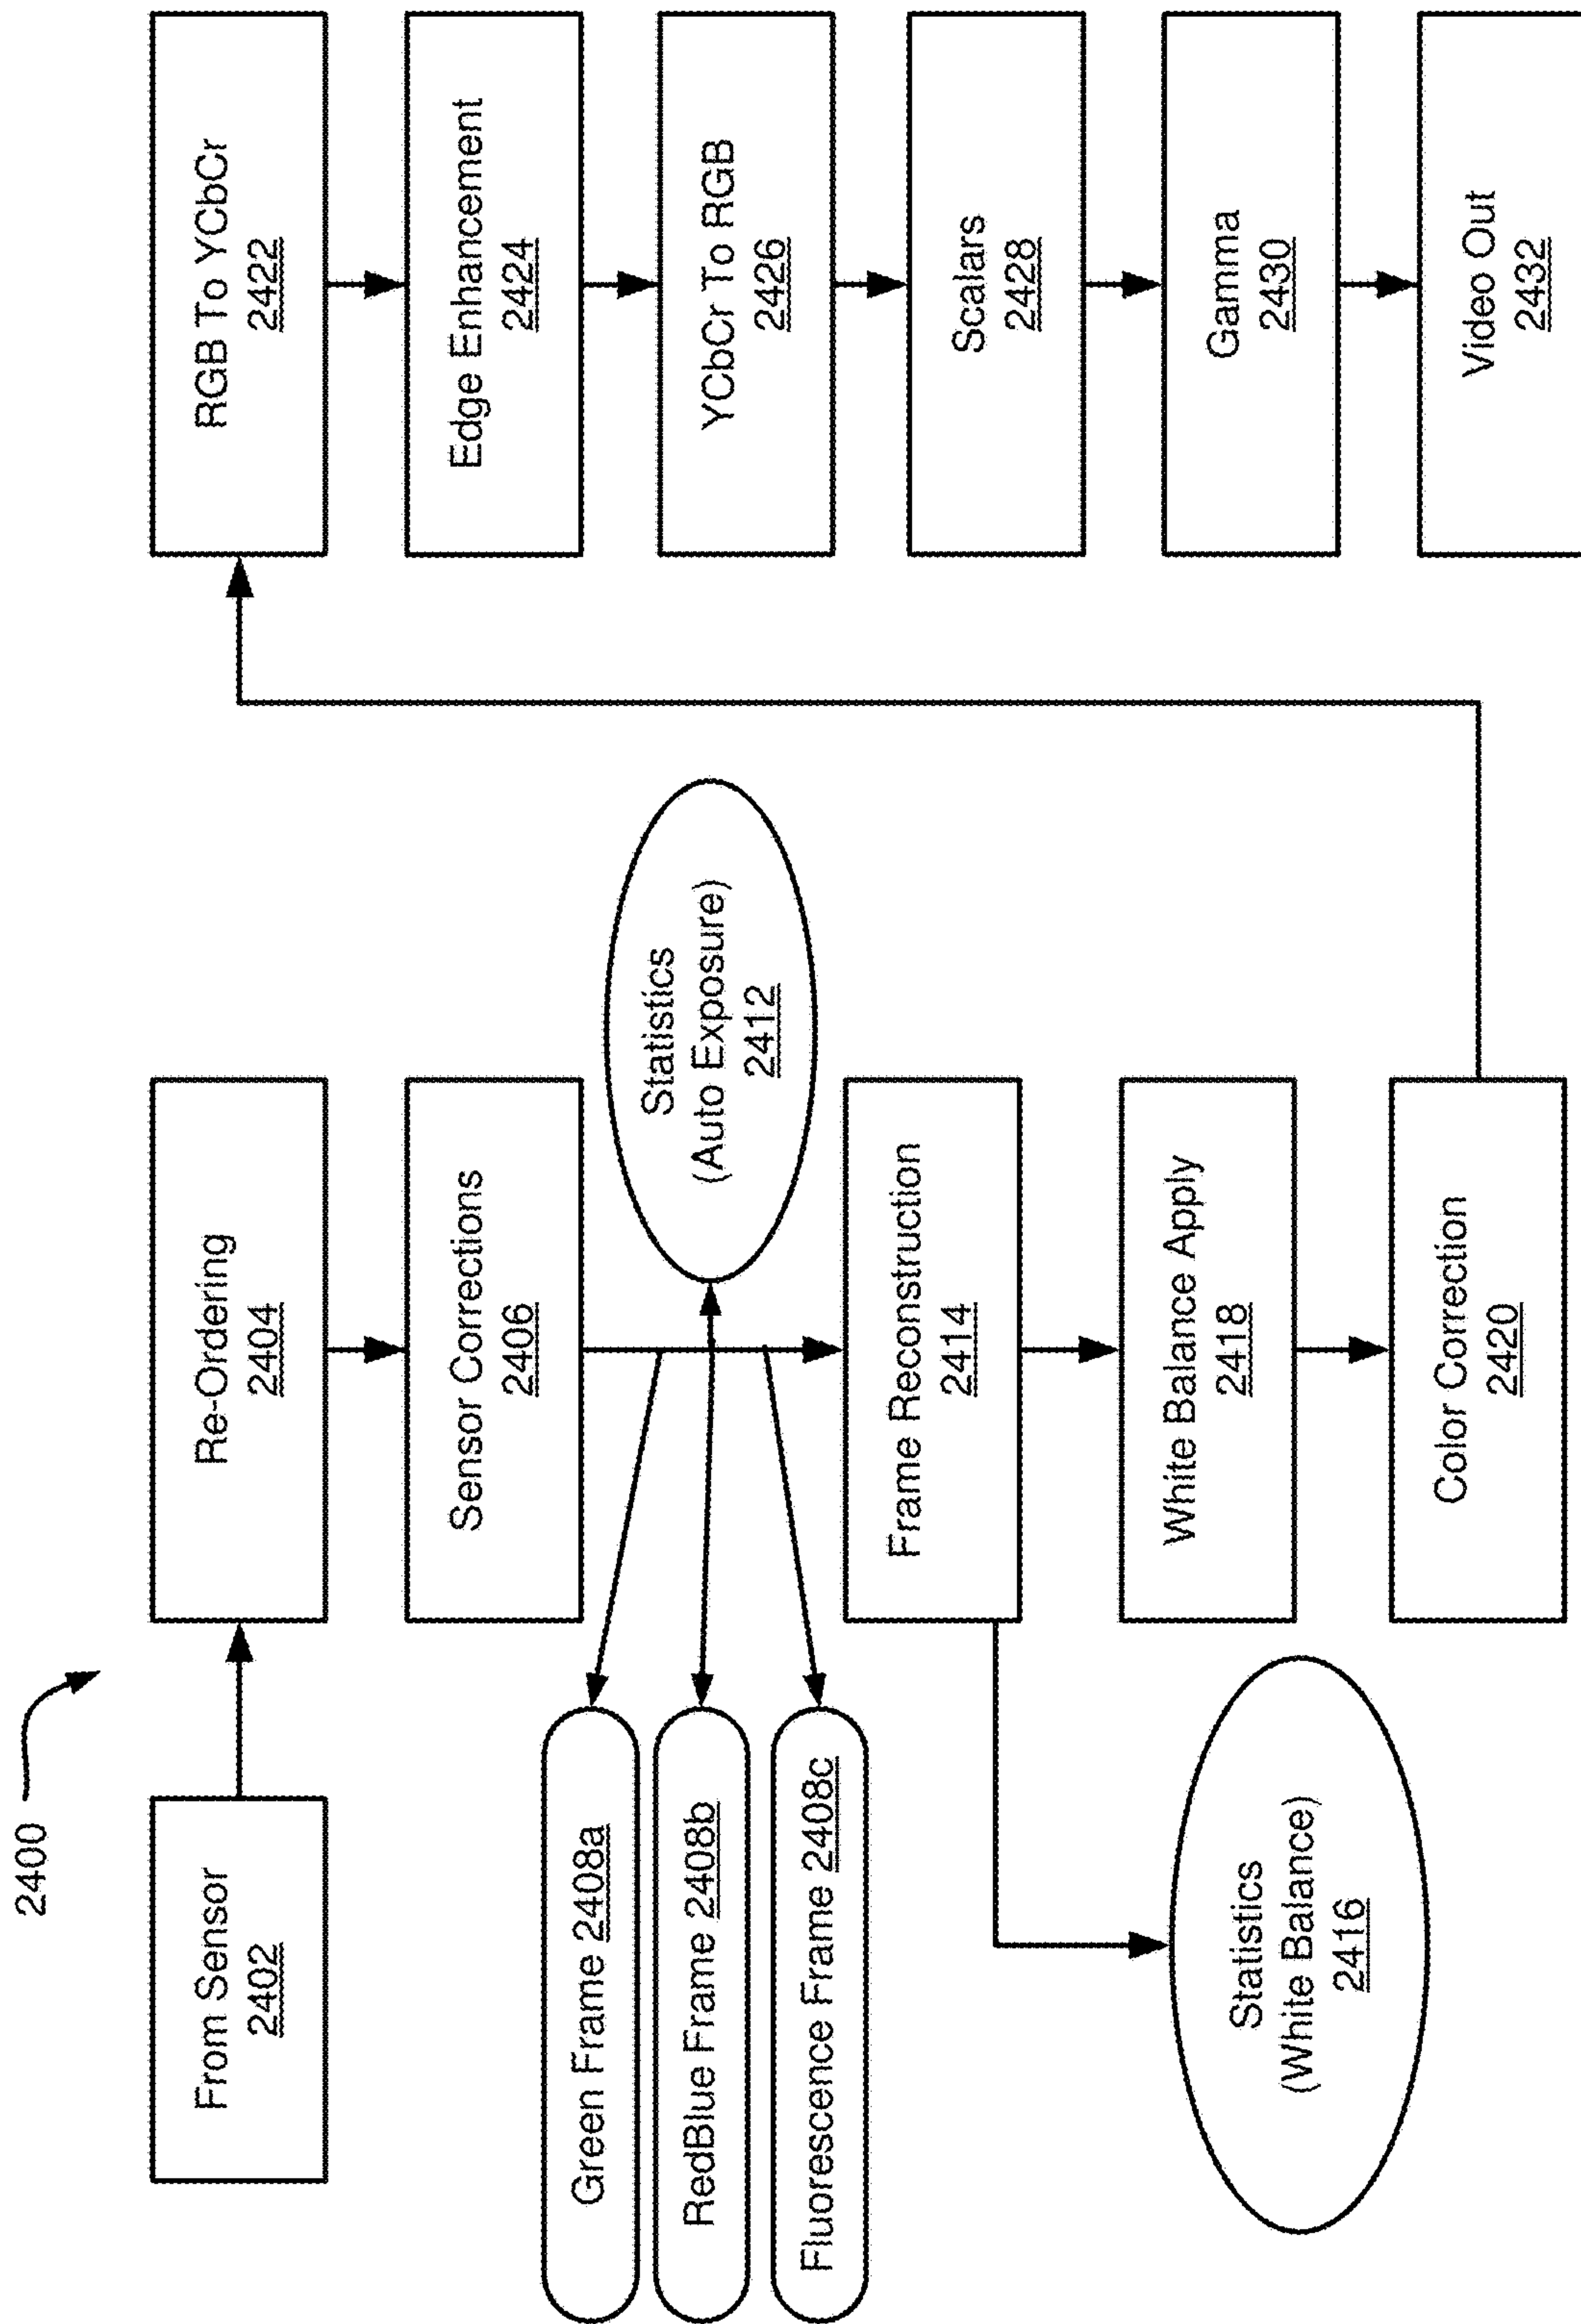 2400
From Sensor
2402
Re-Ordering
2404
Sensor Corrections
2406
Green Frame 2408a
RedBlue Frame 2408b
Fluorescence Frame 2408c
Statistics
(Auto Exposure)
2412
Frame Reconstruction
2414
Statistics
(White Balance)
2416
White Balance Apply
2418
Color Correction
2420
RGB To YCbCr
2422
Edge Enhancement
2424
YCbCr To RGB
2426
Scalars
2428
Gamma
2430
Video Out
2432